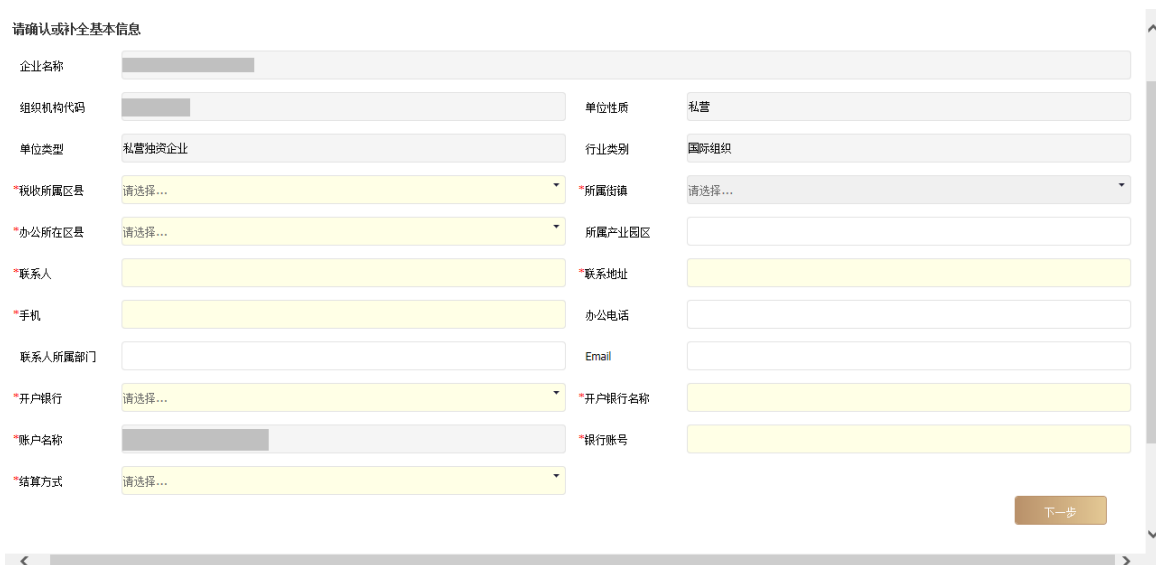 请确认或补全基本信息
企业名称
组织机构代码 单位性质 私营
单位类型 私营独资企业 行业类别 国际组织
*税收所属区县 请选择... *所属街镇 请选择...
*办公所在区县 请选择... 所属产业园区
*联系人 *联系地址
*手机 办公电话
联系人所属部门 Email
*开户银行 请选择... *开户银行名称
*账户名称 *银行账号
*结算方式 请选择...
下一步